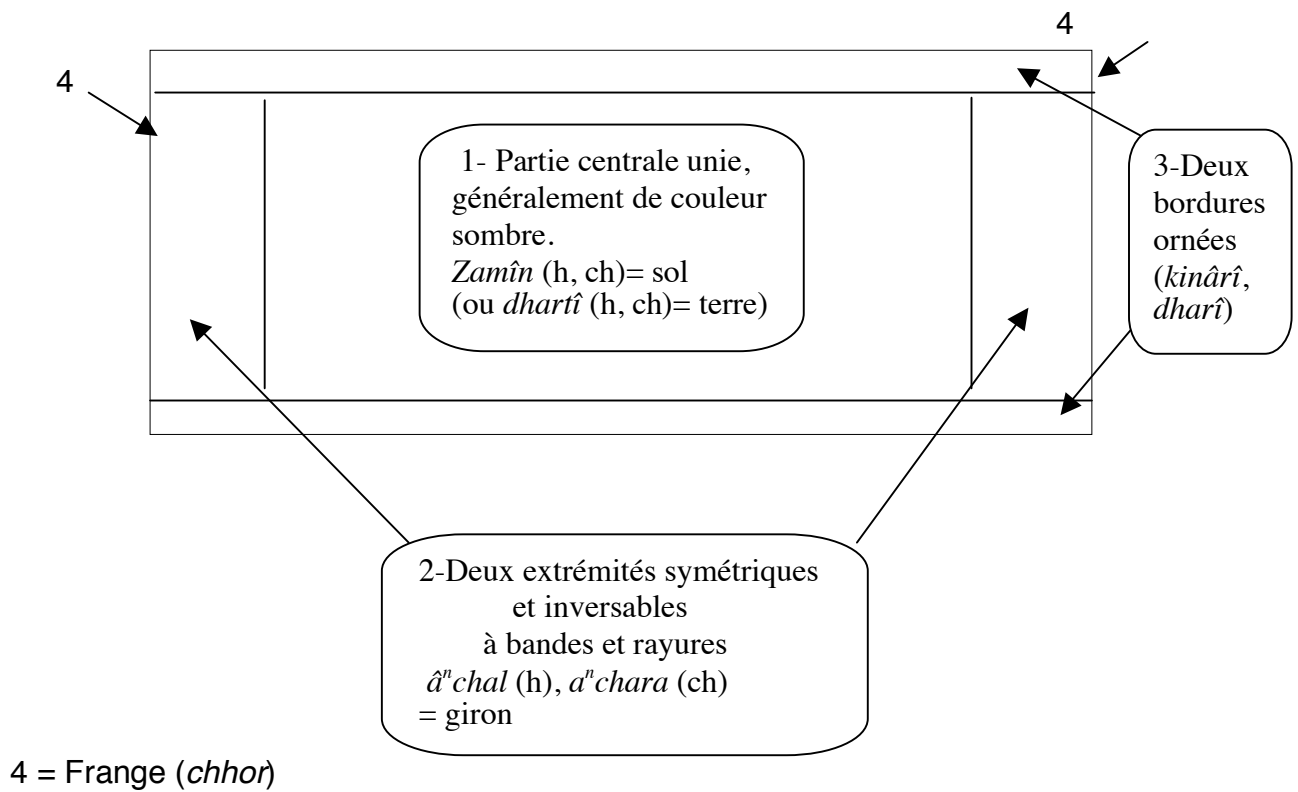 4
4
1- Partie centrale unie,
généralement de couleur
sombre.
Zamîn (h, ch)= sol
(ou dhartî (h, ch)= terre)
3-Deux
bordures
ornées
(kinârî,
dharî)
2-Deux extrémités symétriques
et inversables
à bandes et rayures
âⁿchal (h), aⁿchara (ch)
= giron
4 = Frange (chhor)